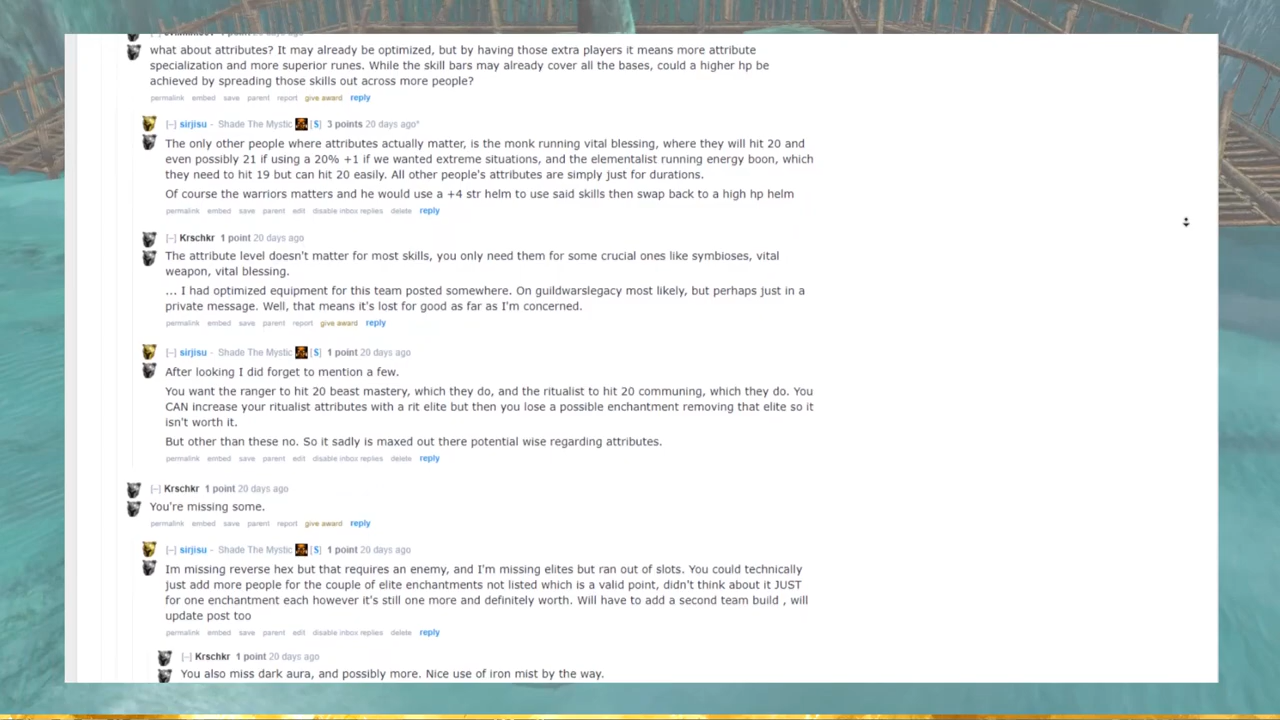 what about attributes? It may already be optimized, but by having those extra players it means more attribute
specialization and more superior runes. While the skill bars may already cover all the bases, could a higher hp be
achieved by spreading those skills out across more people?
permalink embed save parent report give award reply
[–] sirjisu - Shade The Mystic [S] 3 points 20 days ago*
The only other people where attributes actually matter, is the monk running vital blessing, where they will hit 20 and
even possibly 21 if using a 20% +1 if we wanted extreme situations, and the elementalist running energy boon, which
they need to hit 19 but can hit 20 easily. All other people's attributes are simply just for durations.
Of course the warriors matters and he would use a +4 str helm to use said skills then swap back to a high hp helm
permalink embed save parent edit disable inbox replies delete reply
[–] Krschkr 1 point 20 days ago
The attribute level doesn't matter for most skills, you only need them for some crucial ones like symbioses, vital
weapon, vital blessing.
... I had optimized equipment for this team posted somewhere. On guildwarslegacy most likely, but perhaps just in a
private message. Well, that means it's lost for good as far as I'm concerned.
permalink embed save parent report give award reply
[–] sirjisu - Shade The Mystic [S] 1 point 20 days ago
After looking I did forget to mention a few.
You want the ranger to hit 20 beast mastery, which they do, and the ritualist to hit 20 communing, which they do. You
CAN increase your ritualist attributes with a rit elite but then you lose a possible enchantment removing that elite so it
isn't worth it.
But other than these no. So it sadly is maxed out there potential wise regarding attributes.
permalink embed save parent edit disable inbox replies delete reply
[–] Krschkr 1 point 20 days ago
You're missing some.
permalink embed save parent report give award reply
[–] sirjisu - Shade The Mystic [S] 1 point 20 days ago
Im missing reverse hex but that requires an enemy, and I'm missing elites but ran out of slots. You could technically
just add more people for the couple of elite enchantments not listed which is a valid point, didn't think about it JUST
for one enchantment each however it's still one more and definitely worth. Will have to add a second team build , will
update post too
permalink embed save parent edit disable inbox replies delete reply
[–] Krschkr 1 point 20 days ago
You also miss dark aura, and possibly more. Nice use of iron mist by the way.